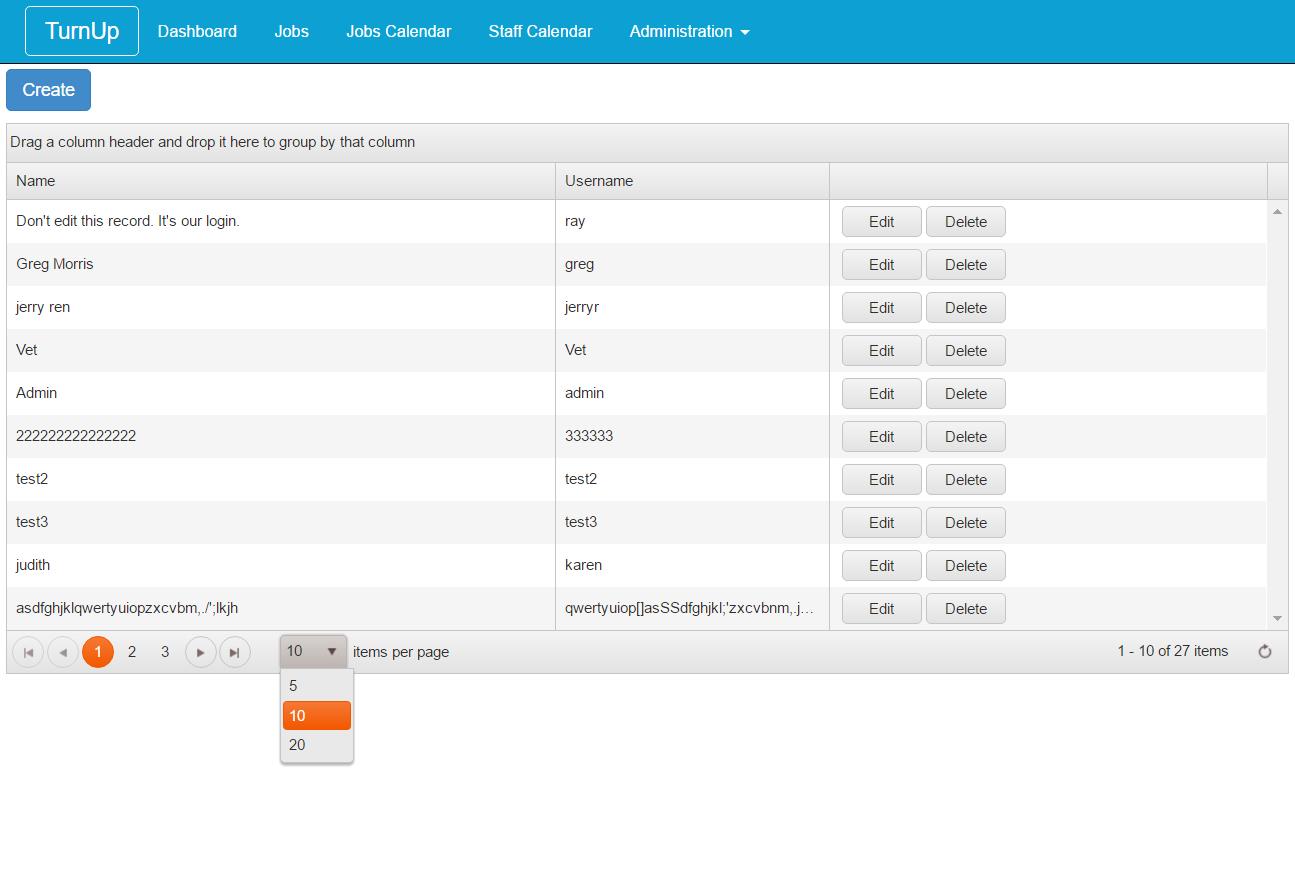 TurnUp Dashboard Jobs Jobs Calendar Staff Calendar Administration
Create
Drag a column header and drop it here to group by that column
Name Username
Don't edit this record. It's our login. ray Edit Delete
Greg Morris greg Edit Delete
jerry ren jerryr Edit Delete
Vet Vet Edit Delete
Admin admin Edit Delete
222222222222222 333333 Edit Delete
test2 test2 Edit Delete
test3 test3 Edit Delete
judith karen Edit Delete
asdfghjklqwertyuiopzxcvbm,./';lkjh qwertyuiop[]asSSdfghjkl;'zxcvbnm,.j… Edit Delete
1 2 3 10 items per page 1 - 10 of 27 items
5
10
20